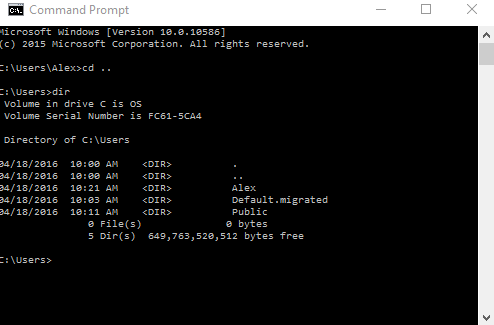 Command Prompt
Microsoft Windows [Version 10.0.10586]
(c) 2015 Microsoft Corporation. All rights reserved.
C:\Users\Alex>cd ..
C:\Users>dir
Volume in drive C is OS
Volume Serial Number is FC61-5CA4
Directory of C:\Users
04/18/2016  10:00 AM    <DIR>          .
04/18/2016  10:00 AM    <DIR>          ..
04/18/2016  10:21 AM    <DIR>          Alex
04/18/2016  10:03 AM    <DIR>          Default.migrated
04/18/2016  10:11 AM    <DIR>          Public
0 File(s)              0 bytes
5 Dir(s)  649,763,520,512 bytes free
C:\Users>